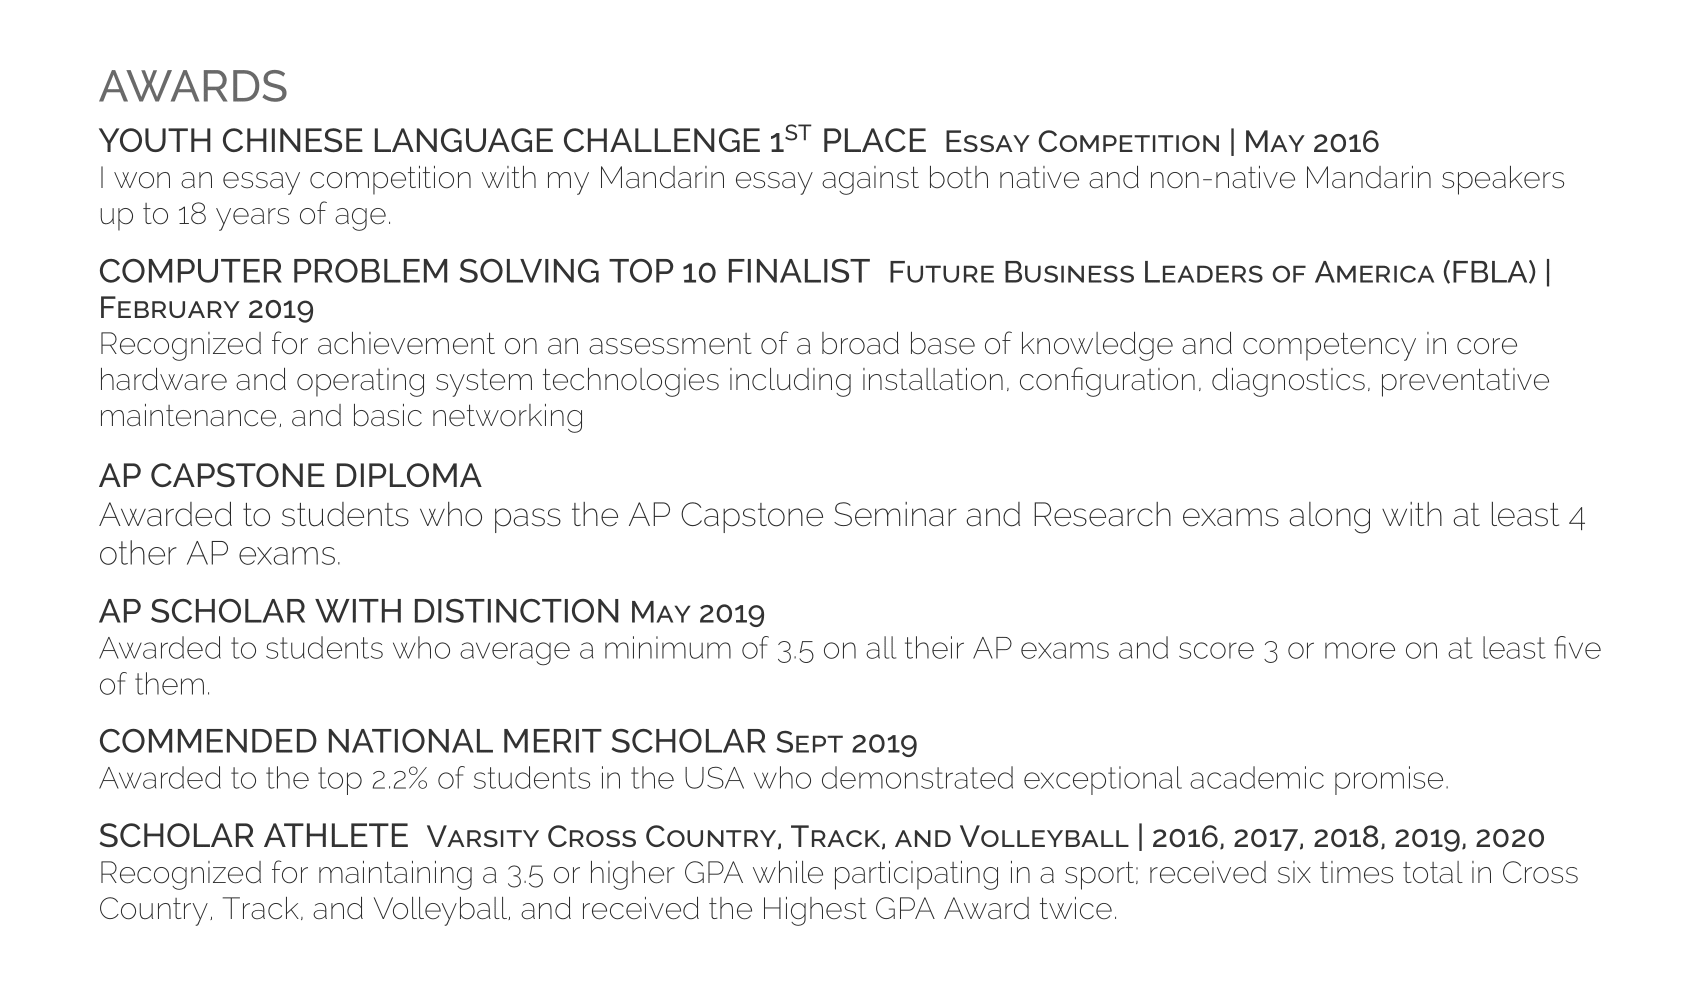 AWARDS
YOUTH CHINESE LANGUAGE CHALLENGE 1ST PLACE Essay Competition | May 2016
I won an essay competition with my Mandarin essay against both native and non-native Mandarin speakers
up to 18 years of age.
COMPUTER PROBLEM SOLVING TOP 10 FINALIST Future Business Leaders of America (FBLA) |
February 2019
Recognized for achievement on an assessment of a broad base of knowledge and competency in core
hardware and operating system technologies including installation, configuration, diagnostics, preventative
maintenance, and basic networking
AP CAPSTONE DIPLOMA
Awarded to students who pass the AP Capstone Seminar and Research exams along with at least 4
other AP exams.
AP SCHOLAR WITH DISTINCTION May 2019
Awarded to students who average a minimum of 3.5 on all their AP exams and score 3 or more on at least five
of them.
COMMENDED NATIONAL MERIT SCHOLAR Sept 2019
Awarded to the top 2.2% of students in the USA who demonstrated exceptional academic promise.
SCHOLAR ATHLETE Varsity Cross Country, Track, and Volleyball | 2016, 2017, 2018, 2019, 2020
Recognized for maintaining a 3.5 or higher GPA while participating in a sport; received six times total in Cross
Country, Track, and Volleyball, and received the Highest GPA Award twice.